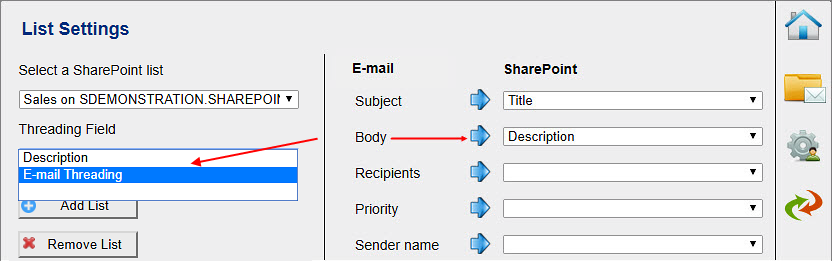 List Settings
Select a SharePoint list
Sales on SDEMONSTRATION.SHAREPOIN
Threading Field
Description
E-mail Threading
Add List
Remove List
E-mail SharePoint
Subject Title
Body Description
Recipients
Priority
Sender name